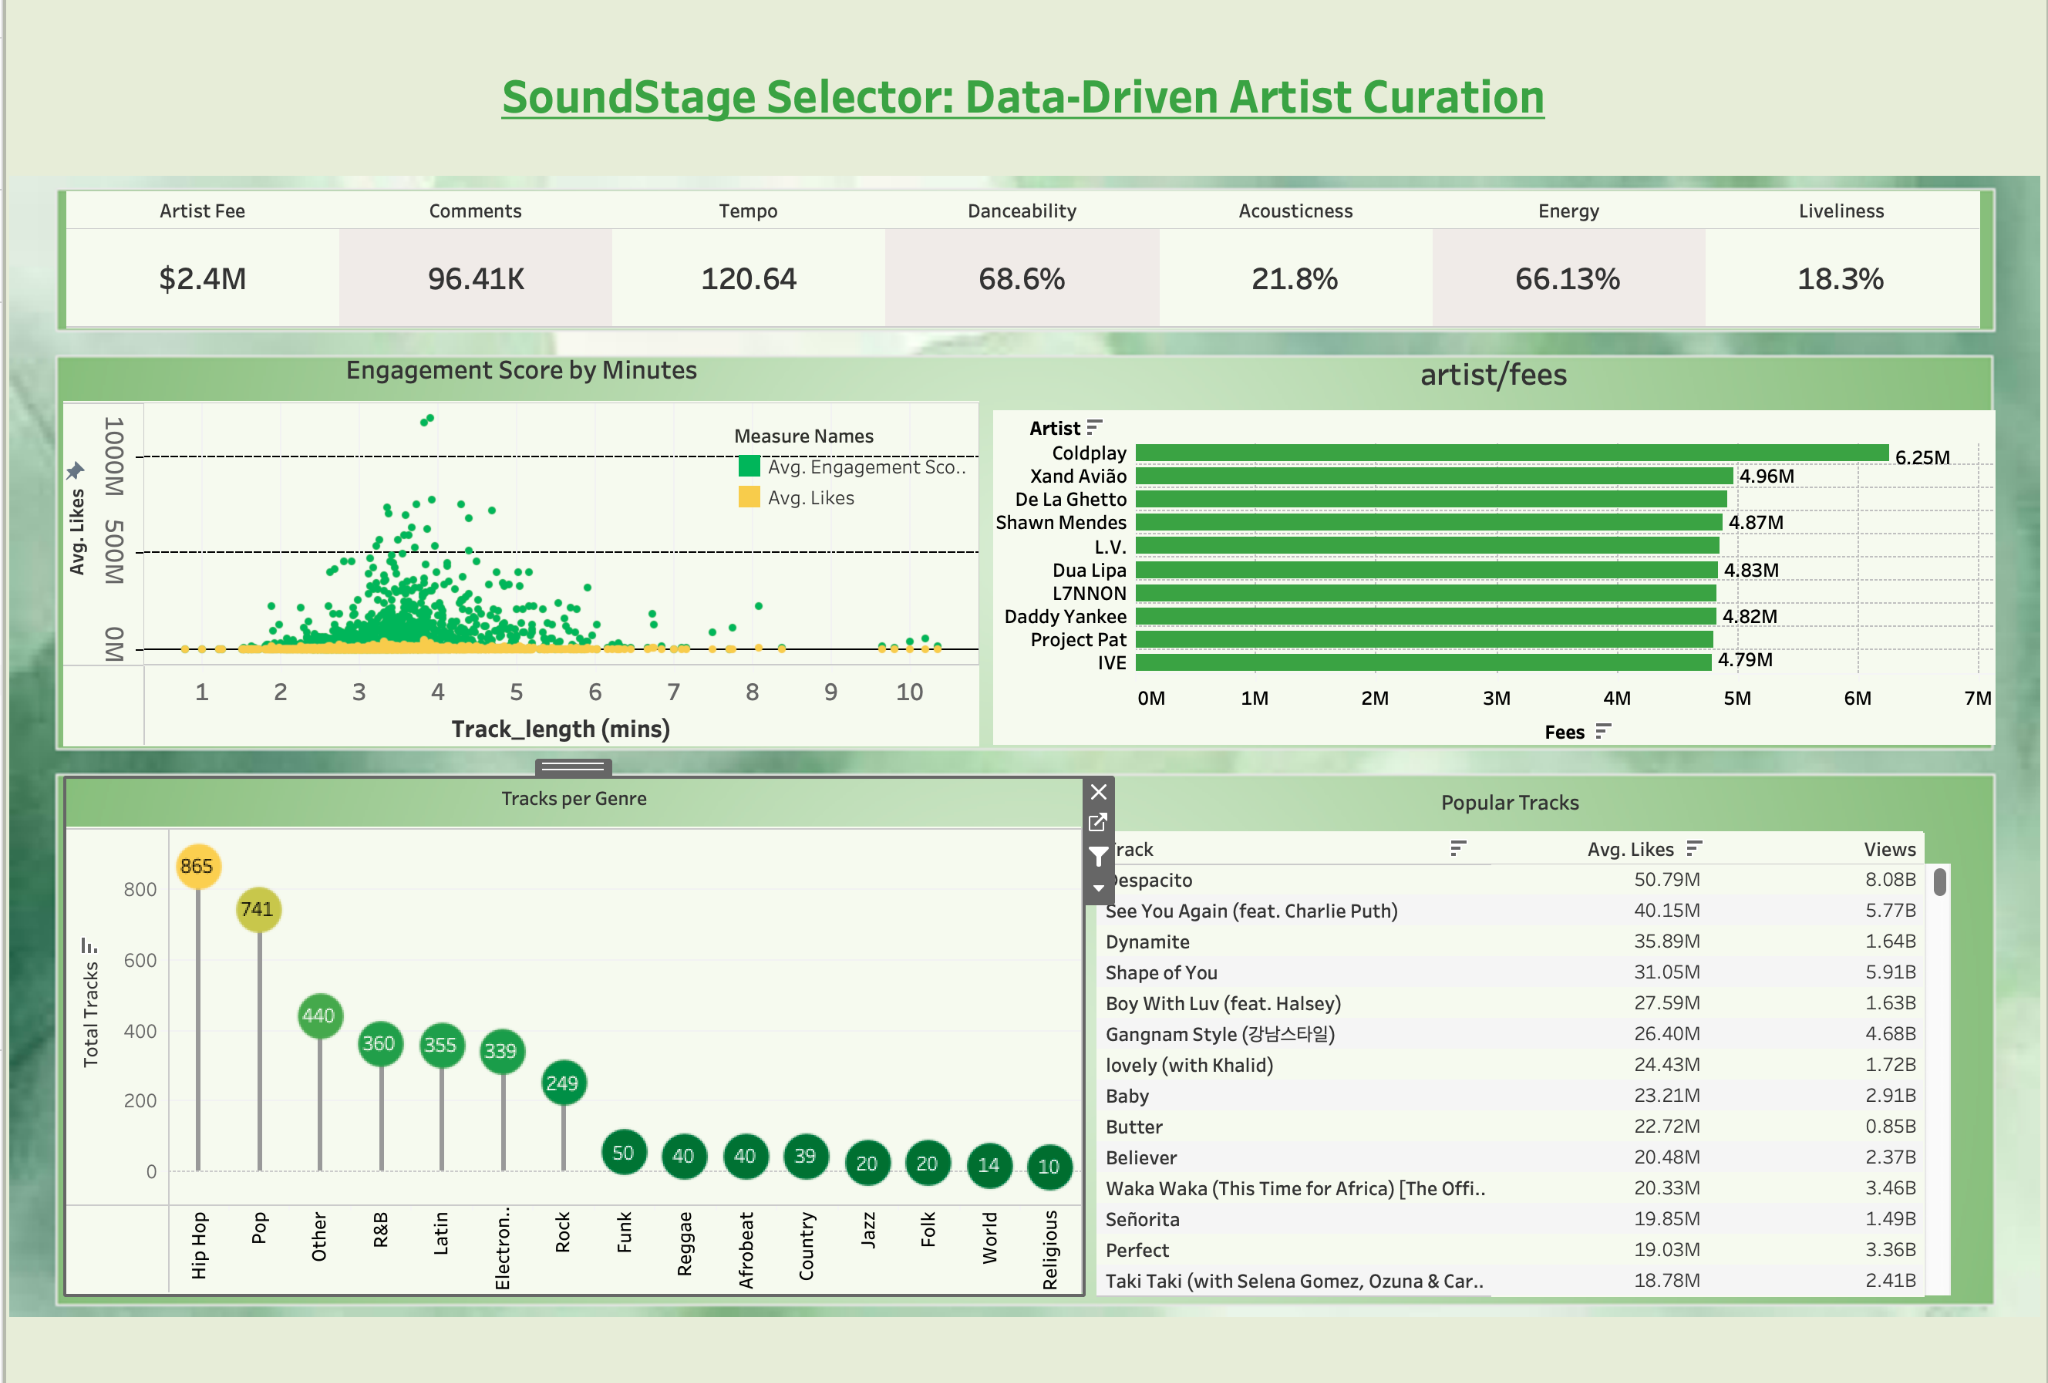 SoundStage Selector: Data-Driven Artist Curation
Artist Fee Comments Tempo Danceability Acousticness Energy Liveliness
$2.4M 96.41K 120.64 68.6% 21.8% 66.13% 18.3%
Engagement Score by Minutes
Avg. Likes
1000M
500M
0M
Measure Names
Avg. Engagement Sco..
Avg. Likes
1 2 3 4 5 6 7 8 9 10
Track_length (mins)
artist/fees
Artist
Coldplay 6.25M
Xand Avião 4.96M
De La Ghetto
Shawn Mendes 4.87M
L.V.
Dua Lipa 4.83M
L7NNON
Daddy Yankee 4.82M
Project Pat
IVE 4.79M
0M 1M 2M 3M 4M 5M 6M 7M
Fees
Tracks per Genre
Total Tracks
800
600
400
200
0
865 741 440 360 355 339 249 50 40 40 39 20 20 14 10
Hip Hop Pop Other R&B Latin Electron.. Rock Funk Reggae Afrobeat Country Jazz Folk World Religious
Popular Tracks
Track Avg. Likes Views
Despacito 50.79M 8.08B
See You Again (feat. Charlie Puth) 40.15M 5.77B
Dynamite 35.89M 1.64B
Shape of You 31.05M 5.91B
Boy With Luv (feat. Halsey) 27.59M 1.63B
Gangnam Style (강남스타일) 26.40M 4.68B
lovely (with Khalid) 24.43M 1.72B
Baby 23.21M 2.91B
Butter 22.72M 0.85B
Believer 20.48M 2.37B
Waka Waka (This Time for Africa) [The Offi.. 20.33M 3.46B
Señorita 19.85M 1.49B
Perfect 19.03M 3.36B
Taki Taki (with Selena Gomez, Ozuna & Car.. 18.78M 2.41B